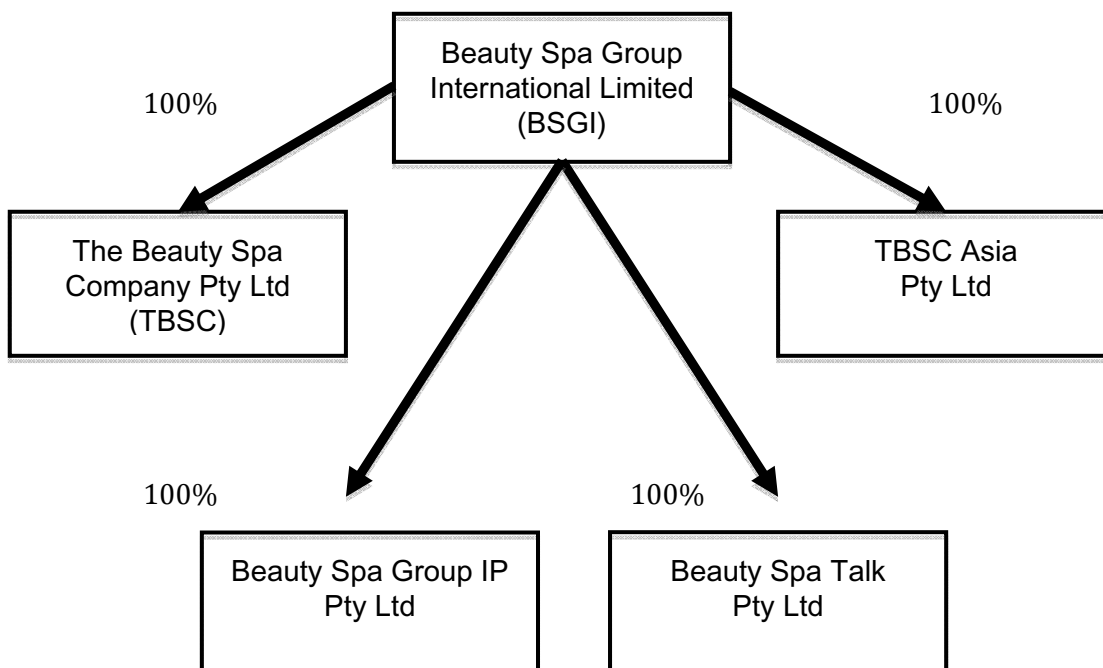 Beauty Spa Group
International Limited
(BSGI)
100%
100%
The Beauty Spa
Company Pty Ltd
(TBSC)
TBSC Asia
Pty Ltd
100%
100%
Beauty Spa Group IP
Pty Ltd
Beauty Spa Talk
Pty Ltd